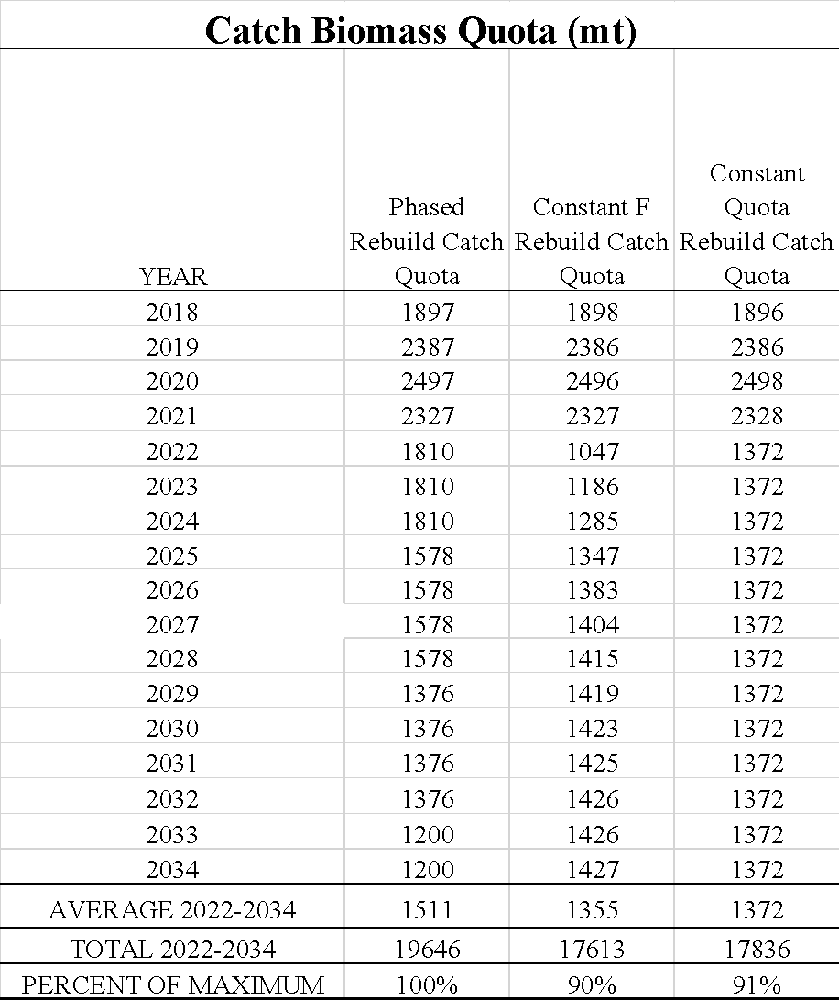 Catch Biomass Quota (mt)
YEAR Phased Rebuild Catch Quota Constant F Rebuild Catch Quota Constant Quota Rebuild Catch Quota
2018 1897 1898 1896
2019 2387 2386 2386
2020 2497 2496 2498
2021 2327 2327 2328
2022 1810 1047 1372
2023 1810 1186 1372
2024 1810 1285 1372
2025 1578 1347 1372
2026 1578 1383 1372
2027 1578 1404 1372
2028 1578 1415 1372
2029 1376 1419 1372
2030 1376 1423 1372
2031 1376 1425 1372
2032 1376 1426 1372
2033 1200 1426 1372
2034 1200 1427 1372
AVERAGE 2022-2034 1511 1355 1372
TOTAL 2022-2034 19646 17613 17836
PERCENT OF MAXIMUM 100% 90% 91%